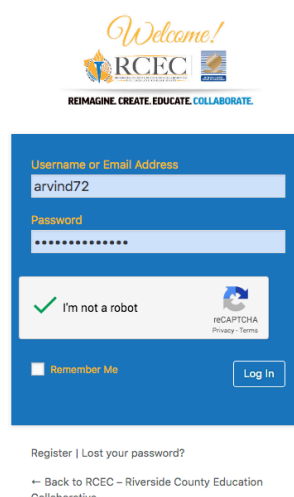 Welcome!
RCEC
REIMAGINE. CREATE. EDUCATE. COLLABORATE.
Username or Email Address
arvind72
Password
••••••••••••••
I'm not a robot
reCAPTCHA
Privacy - Terms
Remember Me
Log In
Register | Lost your password?
← Back to RCEC – Riverside County Education
Collaborative